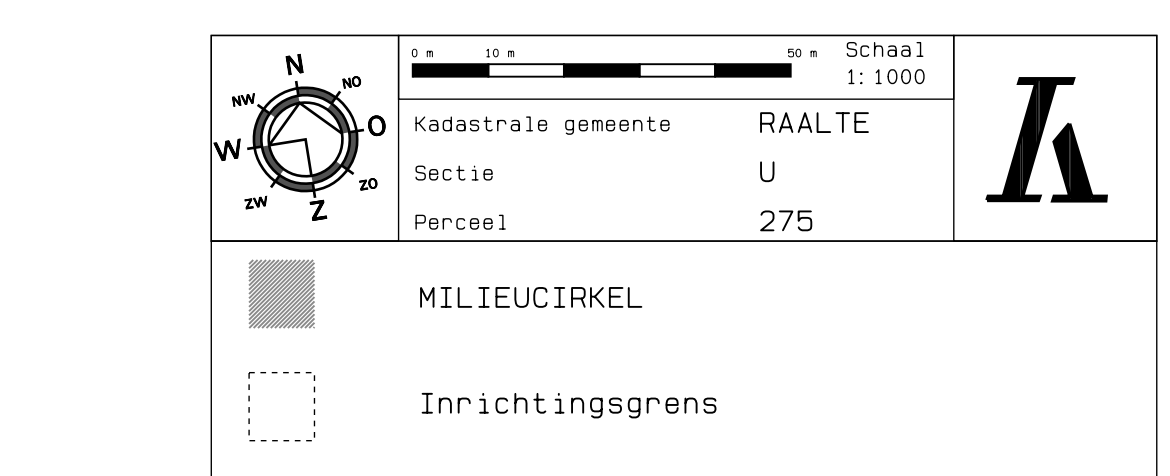 N
NO
O
ZO
Z
ZW
W
NW
0 m 10 m 50 m
Schaal
1: 1000
Kadastrale gemeente RAALTE
Sectie U
Perceel 275
MILIEUCIRKEL
Inrichtingsgrens